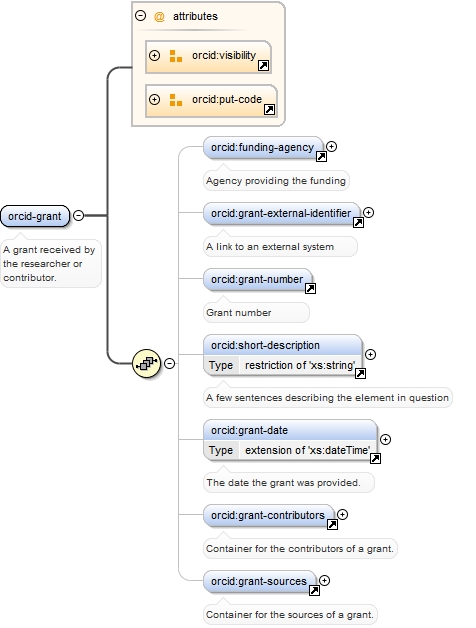 @ attributes
orcid:visibility
orcid:put-code
orcid:funding-agency
Agency providing the funding
orcid:grant-external-identifier
orcid-grant
A link to an external system
A grant received by
the researcher or
contributor.
orcid:grant-number
Grant number
orcid:short-description
Type restriction of 'xs:string'
A few sentences describing the element in question
orcid:grant-date
Type extension of 'xs:dateTime'
The date the grant was provided.
orcid:grant-contributors
Container for the contributors of a grant.
orcid:grant-sources
Container for the sources of a grant.